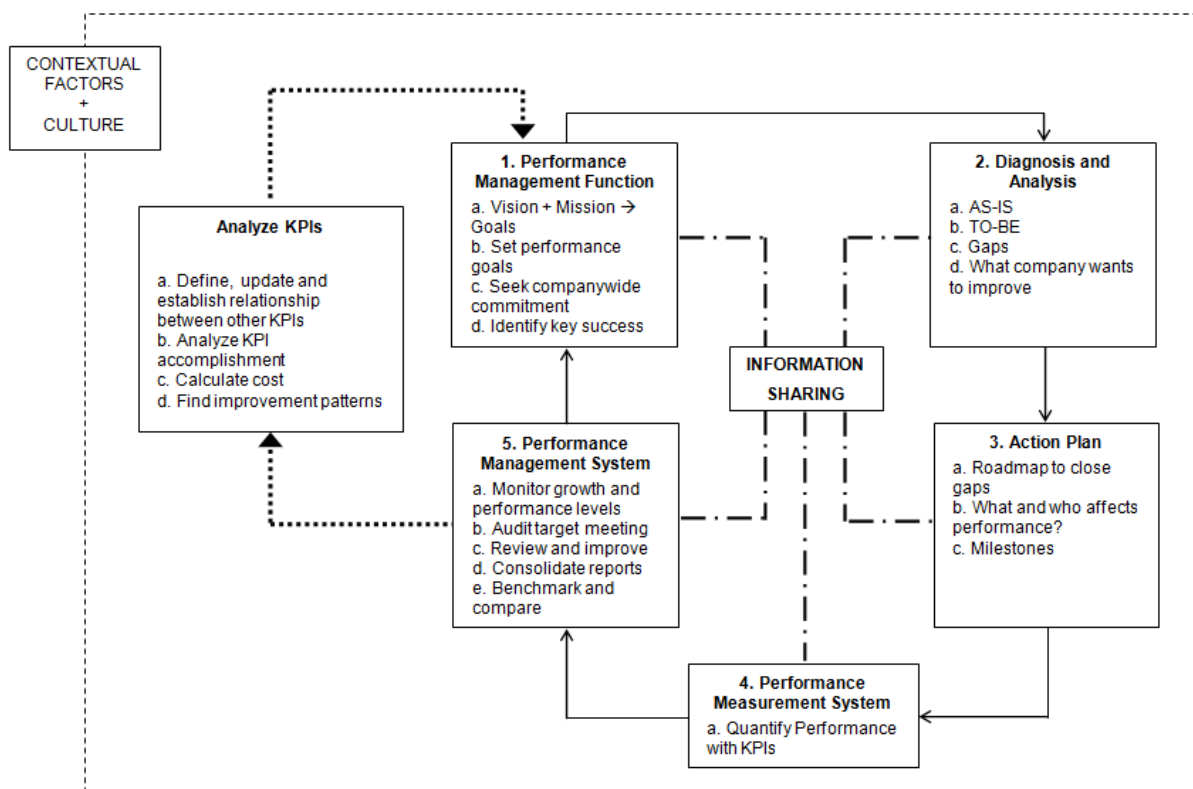 CONTEXTUAL
FACTORS
+
CULTURE
1. Performance
Management Function
a. Vision + Mission →
Goals
b. Set performance
goals
c. Seek companywide
commitment
d. Identify key success
2. Diagnosis and
Analysis
a. AS-IS
b. TO-BE
c. Gaps
d. What company wants
to improve
Analyze KPIs
a. Define, update and
establish relationship
between other KPIs
b. Analyze KPI
accomplishment
c. Calculate cost
d. Find improvement patterns
INFORMATION
SHARING
5. Performance
Management System
a. Monitor growth and
performance levels
b. Audit target meeting
c. Review and improve
d. Consolidate reports
e. Benchmark and
compare
3. Action Plan
a. Roadmap to close
gaps
b. What and who affects
performance?
c. Milestones
4. Performance
Measurement System
a. Quantify Performance
with KPIs